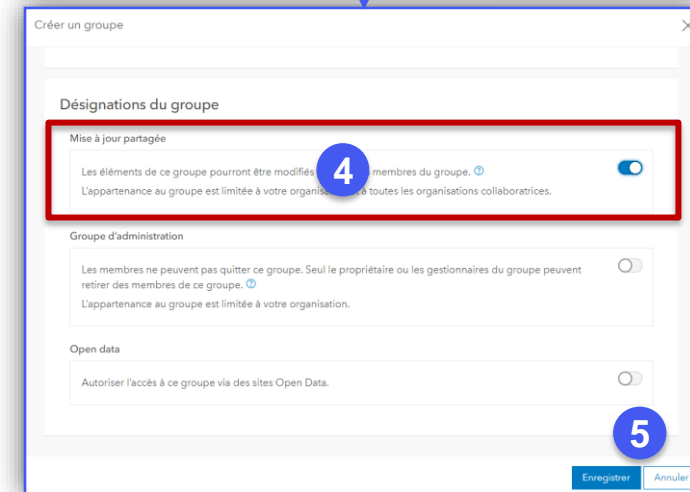 Créer un groupe
Désignations du groupe
Mise à jour partagée
Les éléments de ce groupe pourront être modifiés membres du groupe.
4
L'appartenance au groupe est limitée à votre à toutes les organisations collaboratrices.
Groupe d'administration
Les membres ne peuvent pas quitter ce groupe. Seul le propriétaire ou les gestionnaires du groupe peuvent
retirer des membres de ce groupe.
L'appartenance au groupe est limitée à votre organisation.
Open data
Autoriser l'accès à ce groupe via des sites Open Data.
5
Enregistrer Annuler